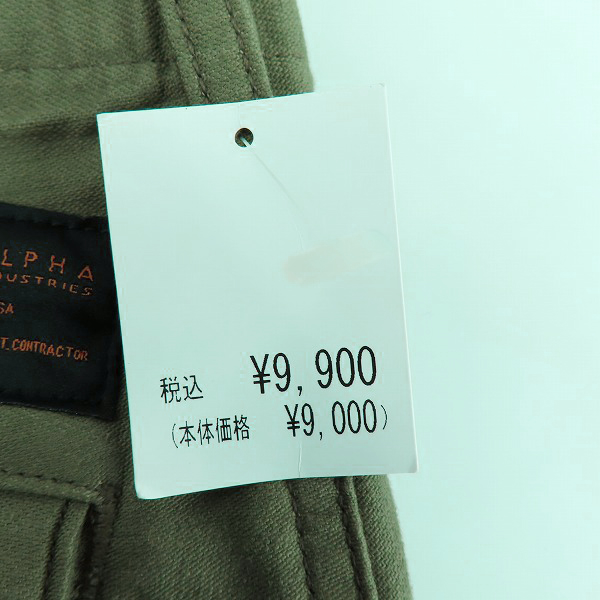 LPHA
DUSTRIES
SA
T.CONTRACTOR
税込 ¥9,900
(本体価格 ¥9,000)